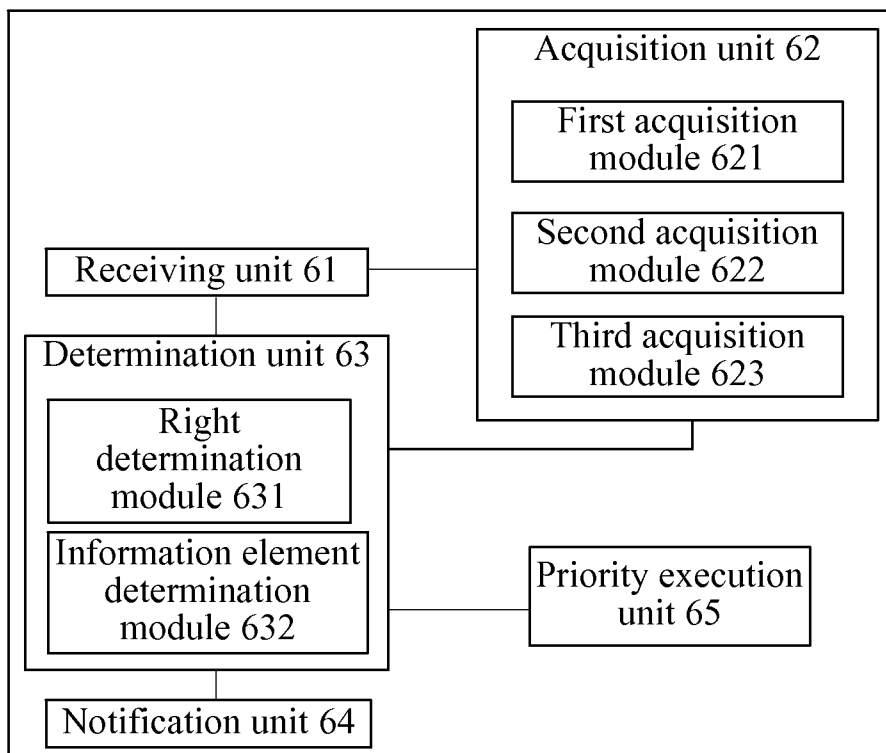 Acquisition unit 62
First acquisition
module 621
Second acquisition
module 622
Third acquisition
module 623
Receiving unit 61
Determination unit 63
Right
determination
module 631
Information element
determination
module 632
Priority execution
unit 65
Notification unit 64